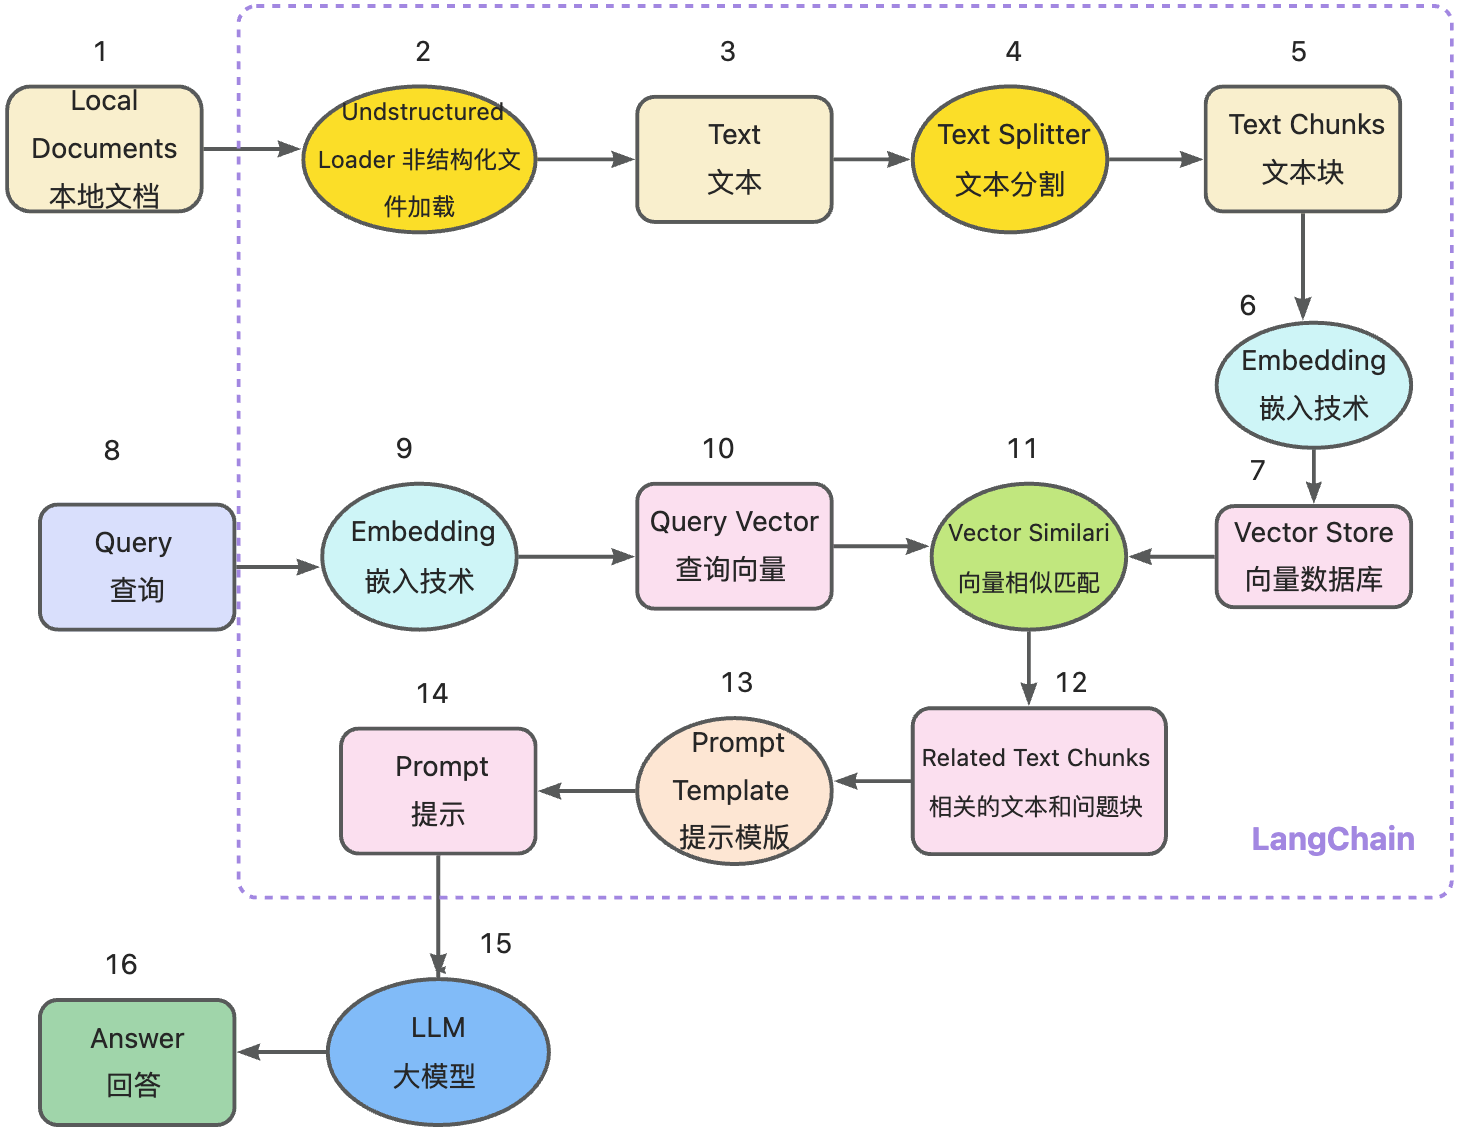 1
Local
Documents
本地文档
2
Undstructured
Loader 非结构化文
件加载
3
Text
文本
4
Text Splitter
文本分割
5
Text Chunks
文本块
6
Embedding
嵌入技术
7
Vector Store
向量数据库
8
Query
查询
9
Embedding
嵌入技术
10
Query Vector
查询向量
11
Vector Similari
向量相似匹配
12
Related Text Chunks
相关的文本和问题块
13
Prompt
Template
提示模版
14
Prompt
提示
LangChain
15
LLM
大模型
16
Answer
回答